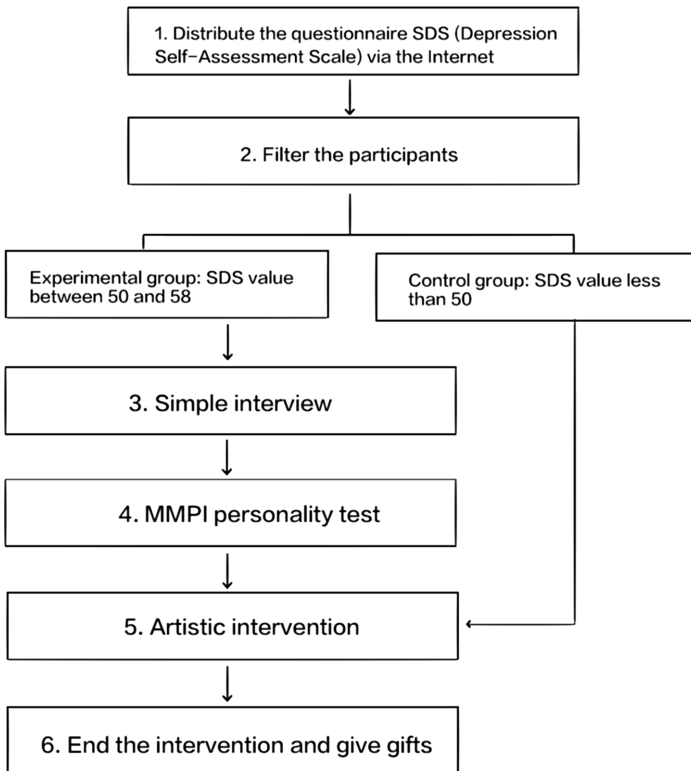 1. Distribute the questionnaire SDS (Depression
Self-Assessment Scale) via the Internet
2. Filter the participants
Experimental group: SDS value
between 50 and 58
Control group: SDS value less
than 50
3. Simple interview
4. MMPI personality test
5. Artistic intervention
6. End the intervention and give gifts